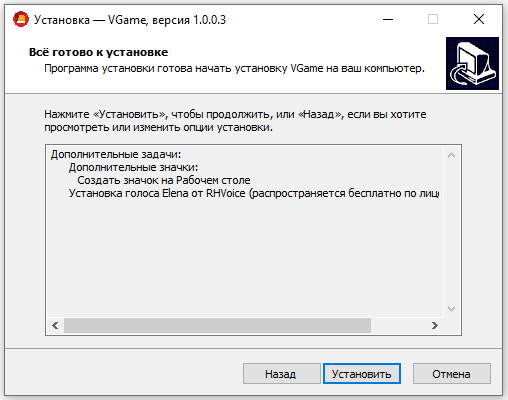 Установка — VGame, версия 1.0.0.3
Всё готово к установке
Программа установки готова начать установку VGame на ваш компьютер.
Нажмите «Установить», чтобы продолжить, или «Назад», если вы хотите
просмотреть или изменить опции установки.
Дополнительные задачи:
Дополнительные значки:
Создать значок на Рабочем столе
Установка голоса Elena от RHVoice (распространяется бесплатно по лице
Назад
Установить
Отмена